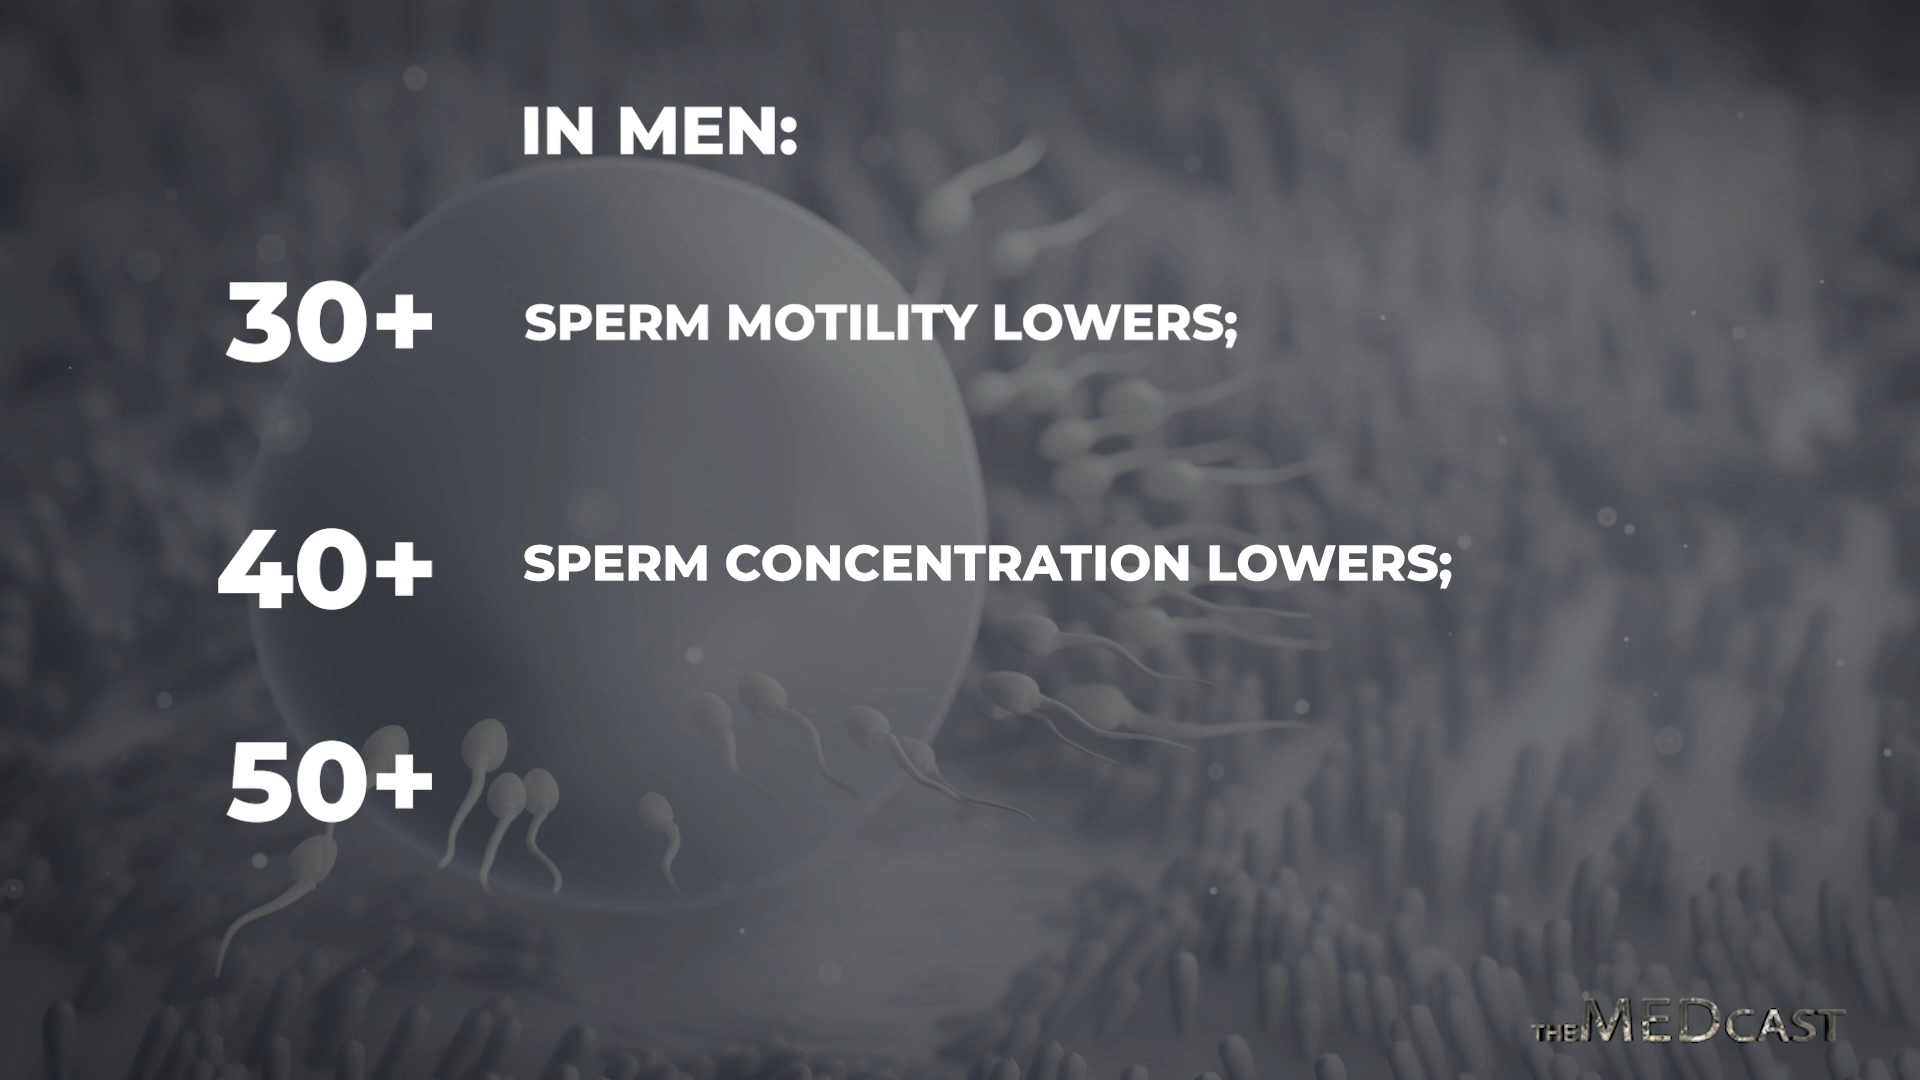 IN MEN:
30+ SPERM MOTILITY LOWERS;
40+ SPERM CONCENTRATION LOWERS;
50+
THE MEDCAST